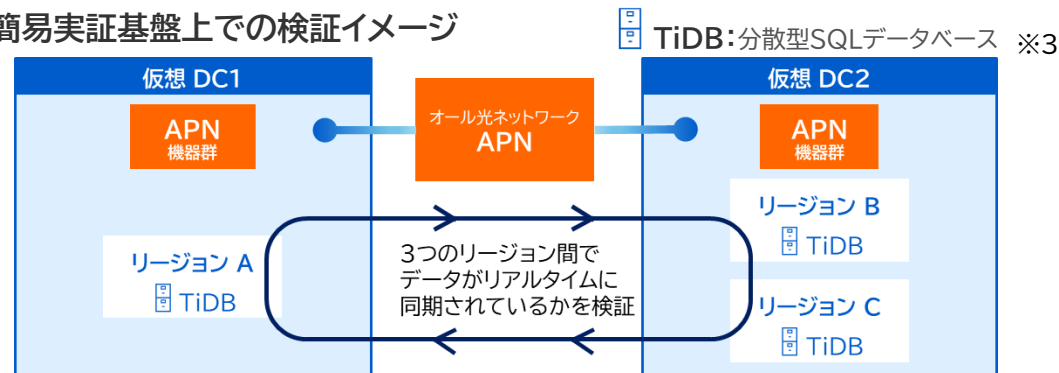 簡易実証基盤上での検証イメージ
TiDB：分散型SQLデータベース ※3
仮想 DC1
APN
機器群
リージョン A
TiDB
オール光ネットワーク
APN
3つのリージョン間で
データがリアルタイムに
同期されているかを検証
仮想 DC2
APN
機器群
リージョン B
TiDB
リージョン C
TiDB